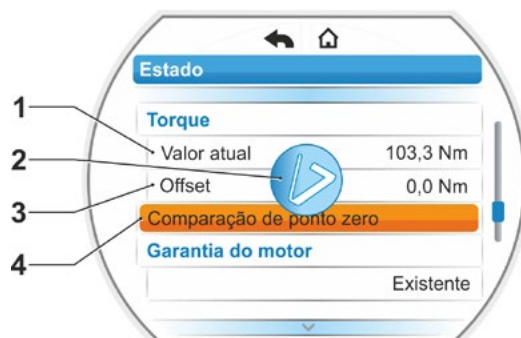 Estado
Torque
1 Valor atual 103,3 Nm
2
3 Offset 0,0 Nm
4 Comparação de ponto zero
Garantia do motor
Existente